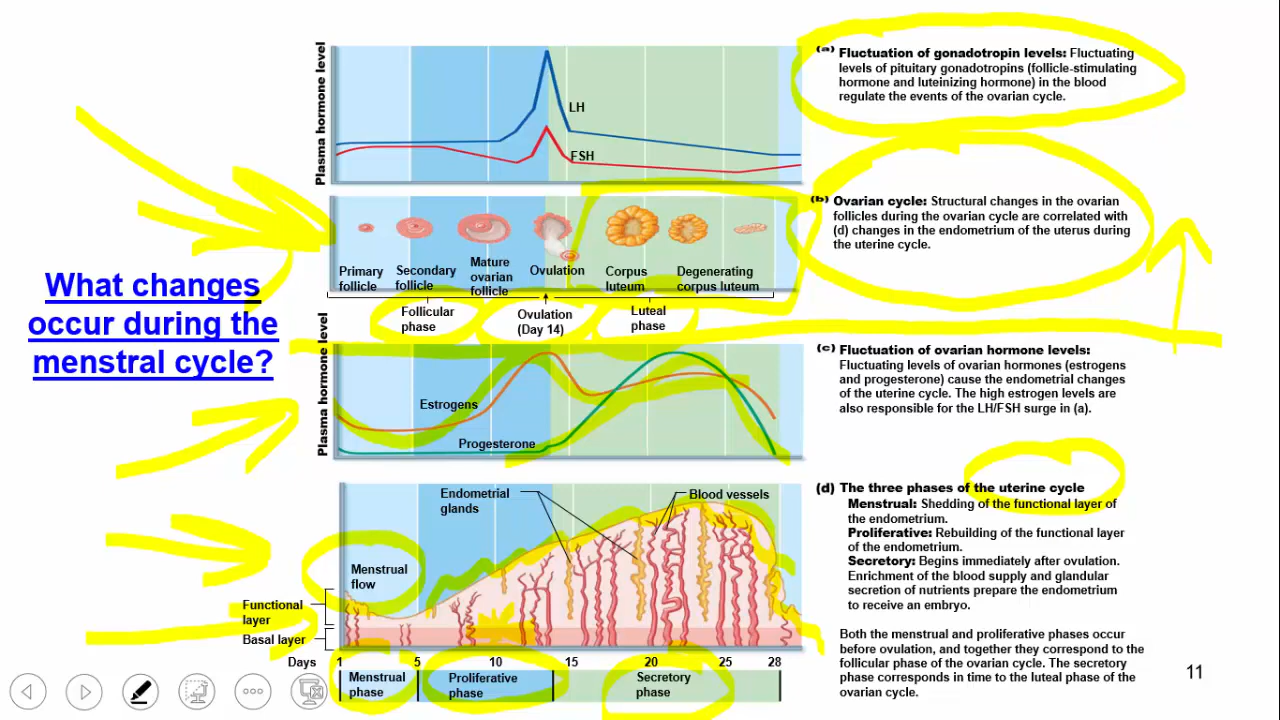 What changes
occur during the
menstral cycle?
Plasma hormone level
LH
FSH
(a) Fluctuation of gonadotropin levels: Fluctuating
levels of pituitary gonadotropins (follicle-stimulating
hormone and luteinizing hormone) in the blood
regulate the events of the ovarian cycle.
Primary
follicle
Secondary
follicle
Mature
ovarian
follicle
Ovulation
Corpus
luteum
Degenerating
corpus luteum
Follicular
phase
Ovulation
(Day 14)
Luteal
phase
(b) Ovarian cycle: Structural changes in the ovarian
follicles during the ovarian cycle are correlated with
(d) changes in the endometrium of the uterus during
the uterine cycle.
Plasma hormone level
Estrogens
Progesterone
(c) Fluctuation of ovarian hormone levels:
Fluctuating levels of ovarian hormones (estrogens
and progesterone) cause the endometrial changes
of the uterine cycle. The high estrogen levels are
also responsible for the LH/FSH surge in (a).
Endometrial
glands
Blood vessels
Menstrual
flow
Functional
layer
Basal layer
Days 1 5 10 15 20 25 28
Menstrual
phase
Proliferative
phase
Secretory
phase
(d) The three phases of the uterine cycle
Menstrual: Shedding of the functional layer of
the endometrium.
Proliferative: Rebuilding of the functional layer
of the endometrium.
Secretory: Begins immediately after ovulation.
Enrichment of the blood supply and glandular
secretion of nutrients prepare the endometrium
to receive an embryo.
Both the menstrual and proliferative phases occur
before ovulation, and together they correspond to the
follicular phase of the ovarian cycle. The secretory
phase corresponds in time to the luteal phase of the
ovarian cycle.
11